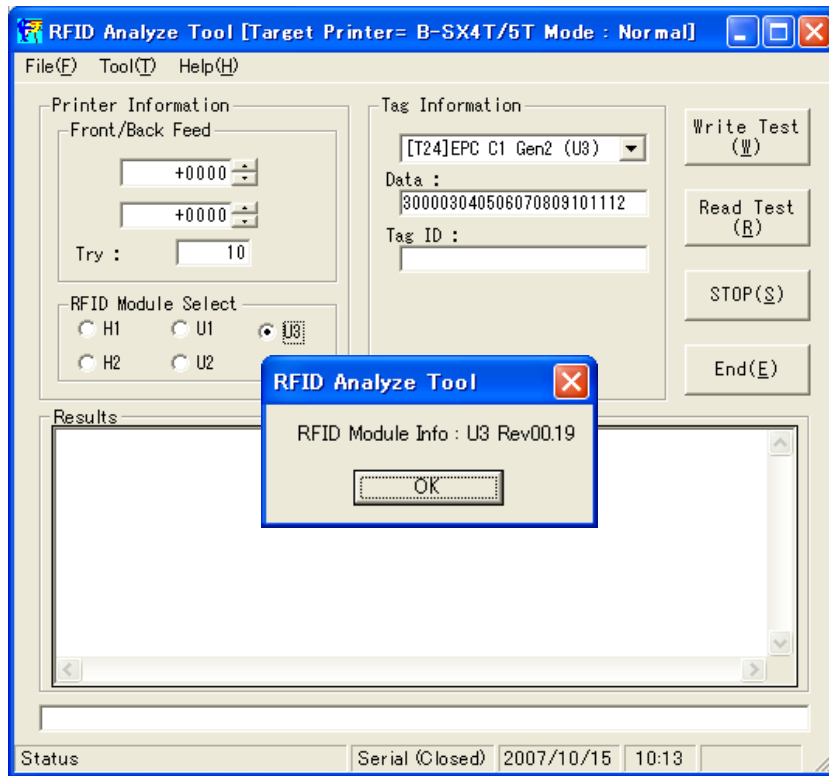 RFID Analyze Tool [Target Printer= B-SX4T/5T Mode : Normal]
File(F) Tool(T) Help(H)
Printer Information
Front/Back Feed
+0000
+0000
Try : 10
RFID Module Select
H1 U1 U3
H2 U2
Tag Information
[T24]EPC C1 Gen2 (U3)
Data :
300003040506070809101112
Tag ID :
Write Test
(W)
Read Test
(R)
STOP(S)
End(E)
RFID Analyze Tool
RFID Module Info : U3 Rev00.19
OK
Results
Status Serial (Closed) 2007/10/15 10:13